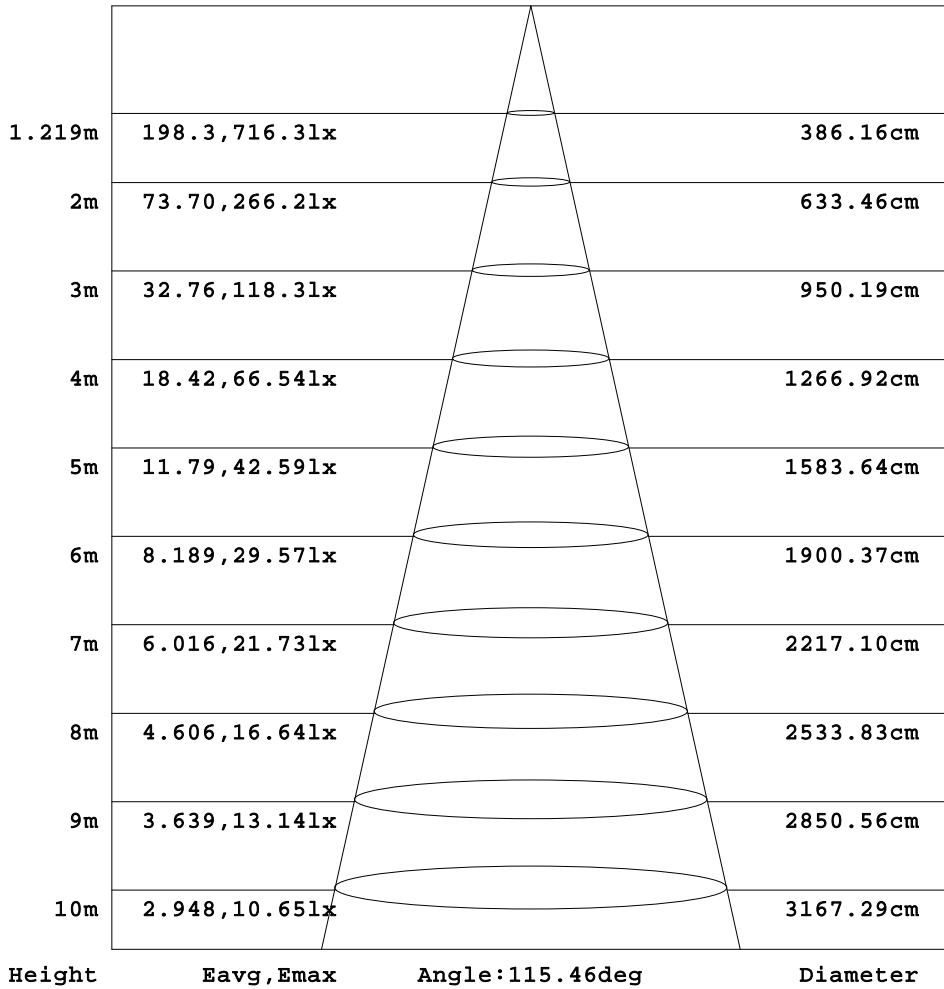 1.219m 198.3,716.3lx 386.16cm
2m 73.70,266.2lx 633.46cm
3m 32.76,118.3lx 950.19cm
4m 18.42,66.54lx 1266.92cm
5m 11.79,42.59lx 1583.64cm
6m 8.189,29.57lx 1900.37cm
7m 6.016,21.73lx 2217.10cm
8m 4.606,16.64lx 2533.83cm
9m 3.639,13.14lx 2850.56cm
10m 2.948,10.65lx 3167.29cm
Height Eavg,Emax Angle:115.46deg Diameter